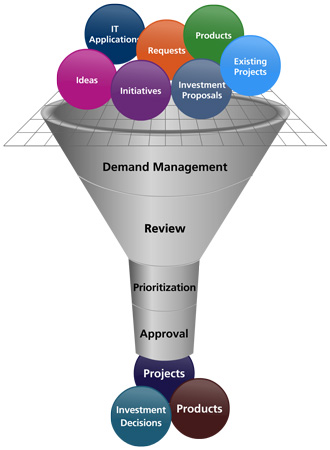 IT
Applications
Requests
Products
Existing
Projects
Ideas
Initiatives
Investment
Proposals
Demand Management
Review
Prioritization
Approval
Projects
Investment
Decisions
Products